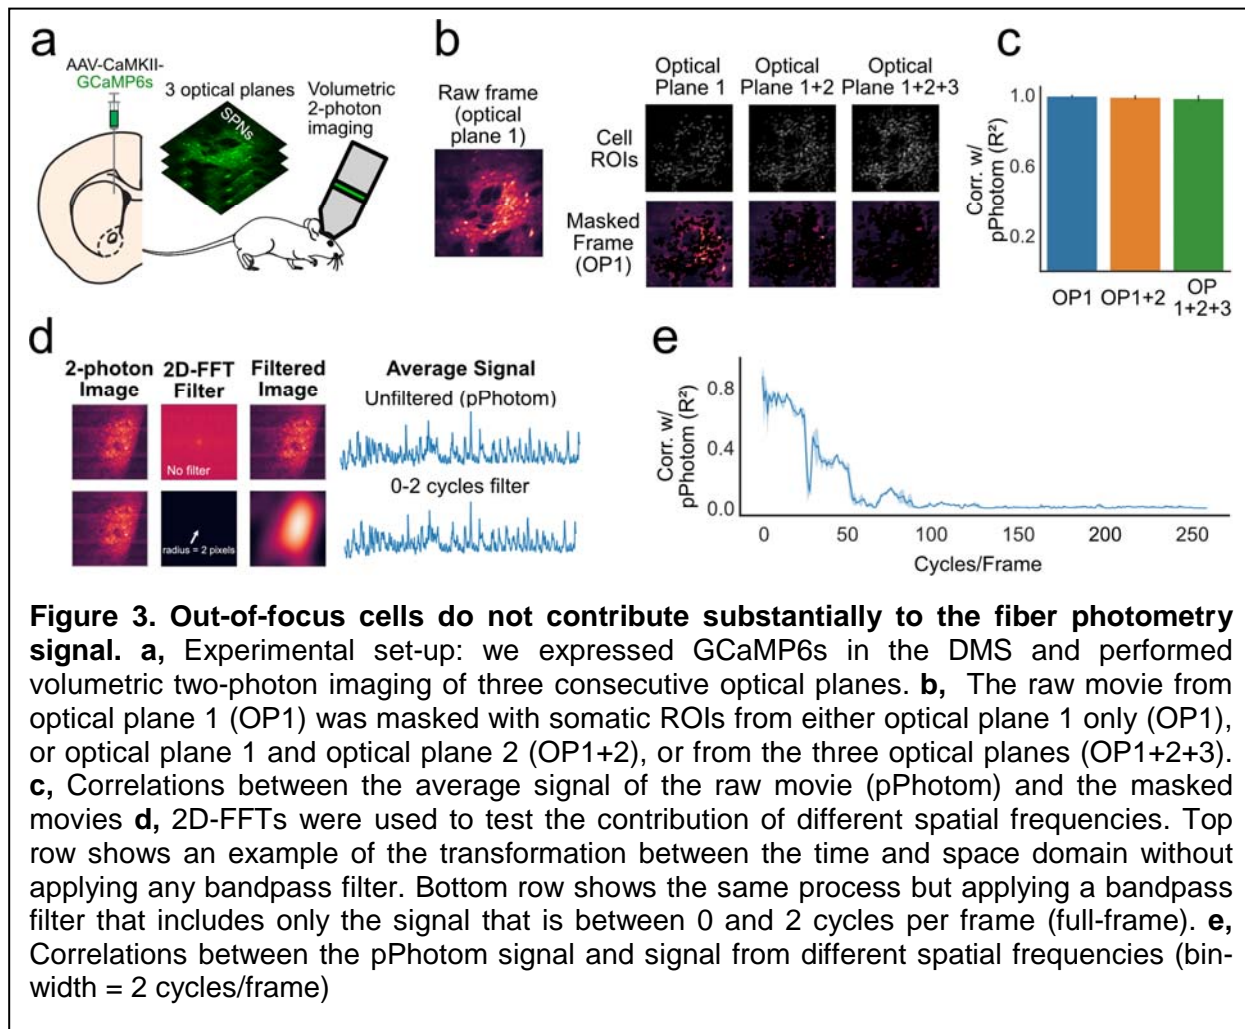 a
AAV-CaMKII-
GCaMP6s
3 optical planes
SPNs
Volumetric
2-photon
imaging
b
Raw frame
(optical
plane 1)
Optical
Plane 1
Optical
Plane 1+2
Optical
Plane 1+2+3
Cell
ROIs
Masked
Frame
(OP1)
c
Corr. w/
pPhotom (R²)
1.0
0.6
0.2
OP1
OP1+2
OP
1+2+3
d
2-photon
Image
2D-FFT
Filter
Filtered
Image
Average Signal
Unfiltered (pPhotom)
No filter
0-2 cycles filter
radius = 2 pixels
e
Corr. w/
pPhotom (R²)
0.8
0.4
0.0
0 50 100 150 200 250
Cycles/Frame
Figure 3. Out-of-focus cells do not contribute substantially to the fiber photometry
signal. a, Experimental set-up: we expressed GCaMP6s in the DMS and performed
volumetric two-photon imaging of three consecutive optical planes. b, The raw movie from
optical plane 1 (OP1) was masked with somatic ROIs from either optical plane 1 only (OP1),
or optical plane 1 and optical plane 2 (OP1+2), or from the three optical planes (OP1+2+3).
c, Correlations between the average signal of the raw movie (pPhotom) and the masked
movies d, 2D-FFTs were used to test the contribution of different spatial frequencies. Top
row shows an example of the transformation between the time and space domain without
applying any bandpass filter. Bottom row shows the same process but applying a bandpass
filter that includes only the signal that is between 0 and 2 cycles per frame (full-frame). e,
Correlations between the pPhotom signal and signal from different spatial frequencies (bin-
width = 2 cycles/frame)